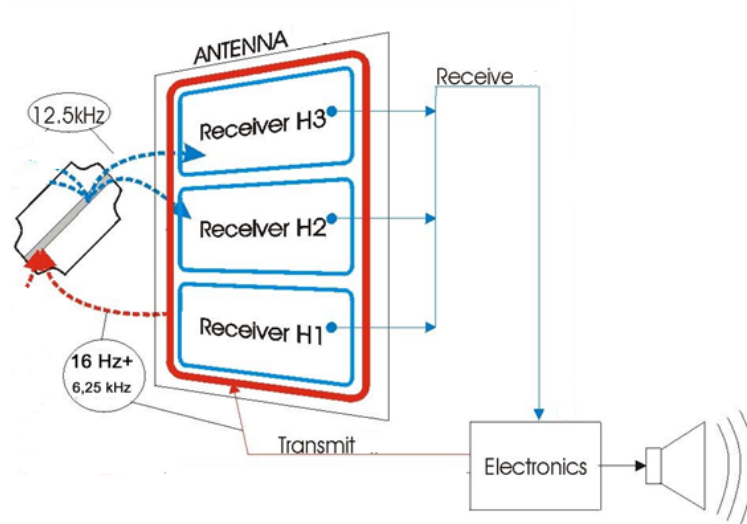 ANTENNA
Receive
12.5kHz
Receiver H3
Receiver H2
Receiver H1
16 Hz+
6,25 kHz
Transmit
Electronics